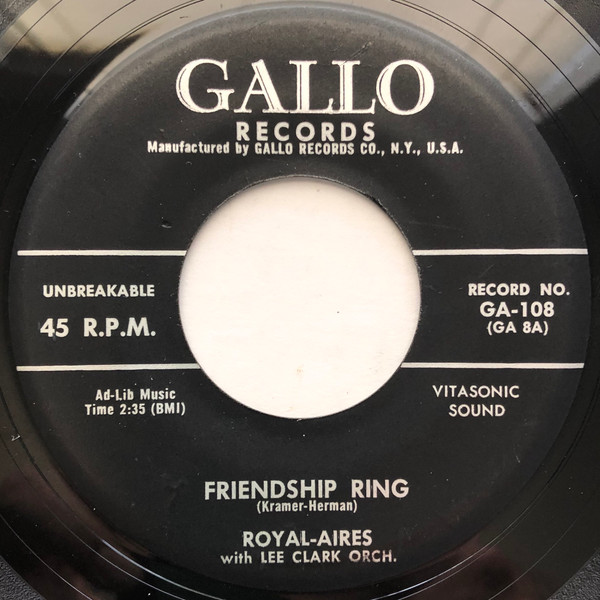 GALLO
RECORDS
Manufactured by GALLO RECORDS CO., N.Y., U.S.A.
UNBREAKABLE
45 R.P.M.
RECORD NO.
GA-108
(GA 8A)
Ad-Lib Music
Time 2:35 (BMI)
VITASONIC
SOUND
FRIENDSHIP RING
(Kramer-Herman)
ROYAL-AIRES
with LEE CLARK ORCH.